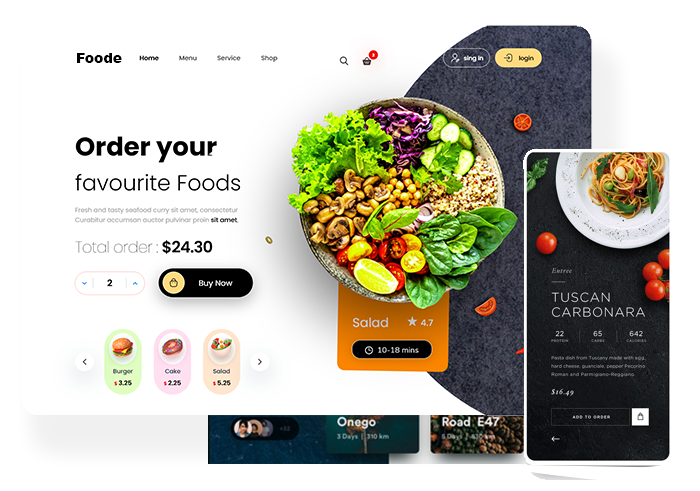 Foode
Home
Menu
Service
Shop
3
sing in
login
Order your
favourite Foods
Fresh and tasty seafood curry sit amet, consectetur
Curabitur accumsan auctor pulvinar proin sit amet.
Total order : $24.30
2
Buy Now
Salad
4.7
10-18 mins
Burger
$ 3.25
Cake
$ 2.25
Salad
$ 5.25
Entree
TUSCAN
CARBONARA
22
PROTEIN
65
CARBS
642
CALORIES
Paste dish from Tuscany made with egg,
hard cheese, guanciale, pepper Pecorino
Roman and Parmigiano-Reggiano.
$16.49
ADD TO ORDER
+32
Onego
3 Days | 310 km
Road E47
5 Days | 530 km